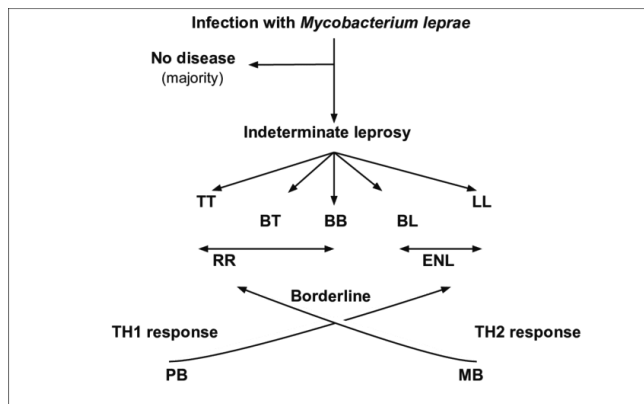 Infection with Mycobacterium leprae
No disease
(majority)
Indeterminate leprosy
TT
LL
BT
BB
BL
RR
ENL
Borderline
TH1 response
TH2 response
PB
MB